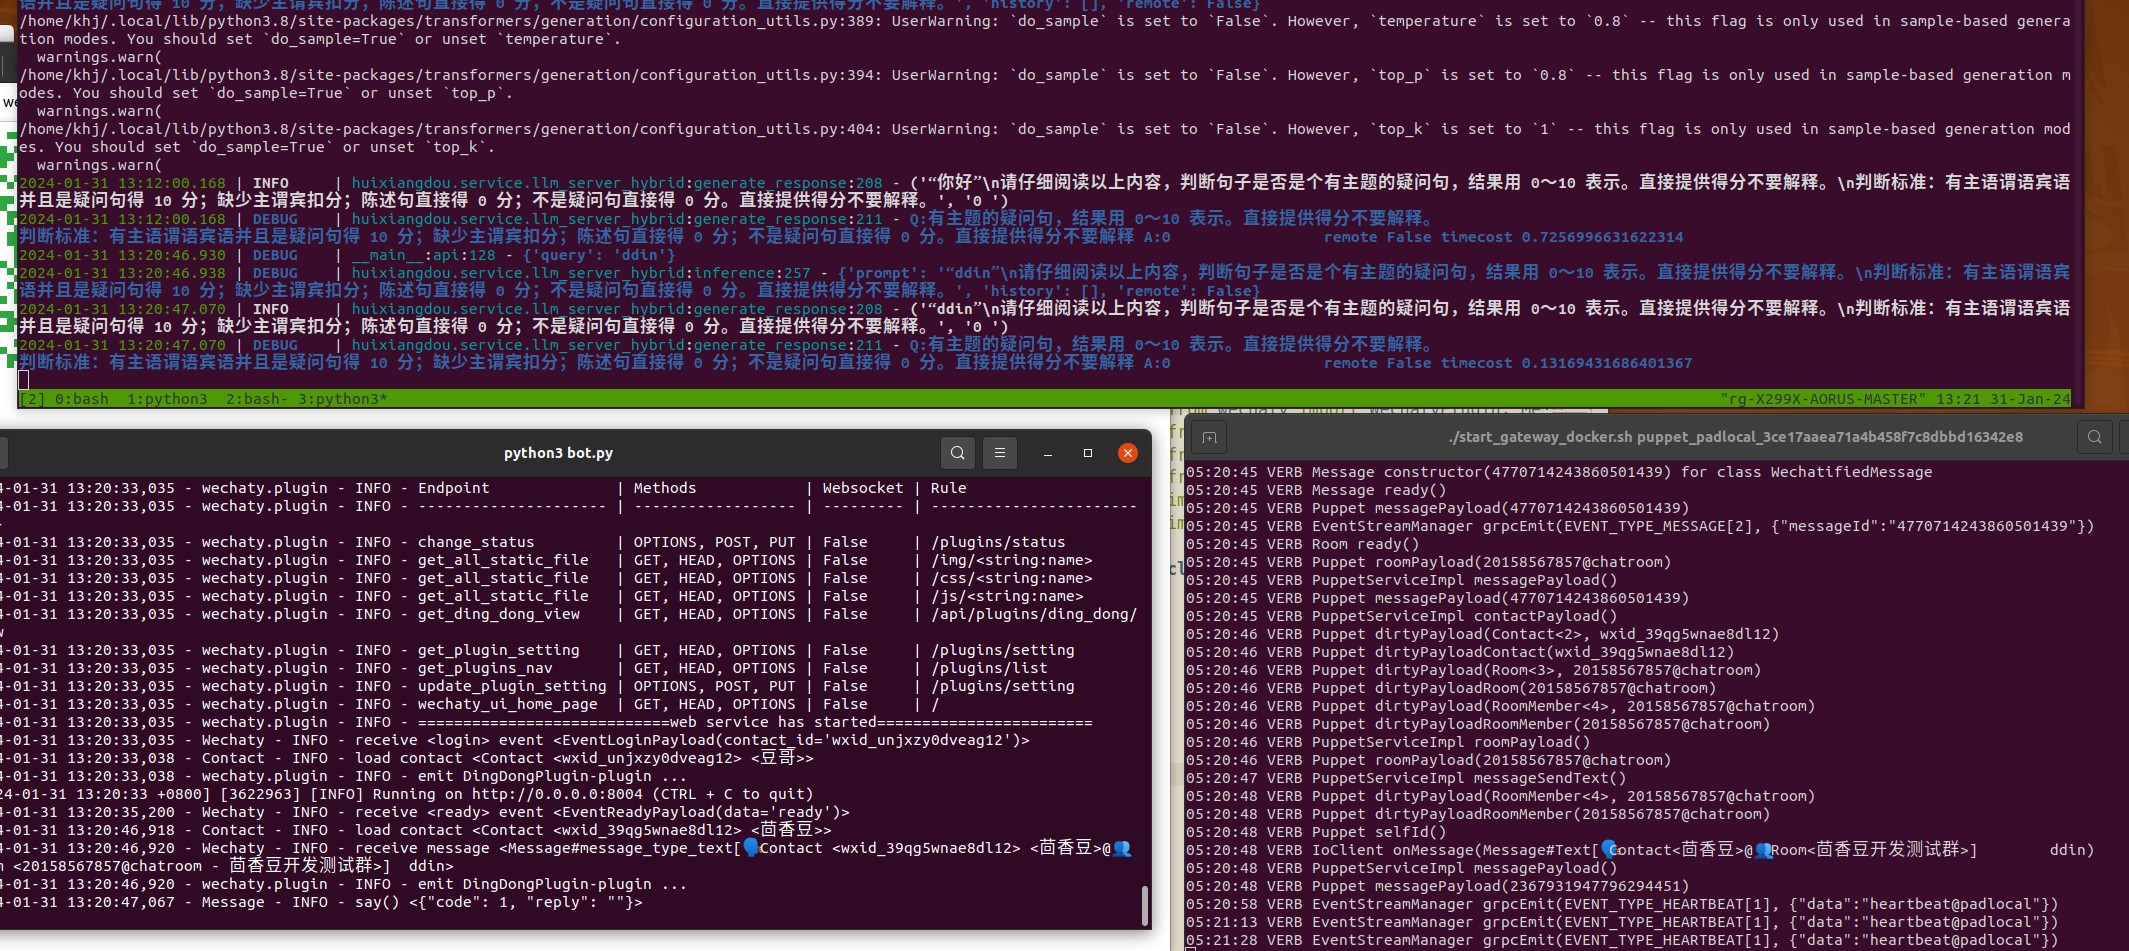 语并且是疑问句得 10 分；缺少主谓宾扣分；陈述句直接得 0 分；不是疑问句直接得 0 分。直接提供得分不要解释。', 'history': [], 'remote': False}
/home/khj/.local/lib/python3.8/site-packages/transformers/generation/configuration_utils.py:389: UserWarning: `do_sample` is set to `False`. However, `temperature` is set to `0.8` -- this flag is only used in sample-based genera
tion modes. You should set `do_sample=True` or unset `temperature`.
warnings.warn(
/home/khj/.local/lib/python3.8/site-packages/transformers/generation/configuration_utils.py:394: UserWarning: `do_sample` is set to `False`. However, `top_p` is set to `0.8` -- this flag is only used in sample-based generation m
odes. You should set `do_sample=True` or unset `top_p`.
warnings.warn(
/home/khj/.local/lib/python3.8/site-packages/transformers/generation/configuration_utils.py:404: UserWarning: `do_sample` is set to `False`. However, `top_k` is set to `1` -- this flag is only used in sample-based generation mod
es. You should set `do_sample=True` or unset `top_k`.
warnings.warn(
2024-01-31 13:12:00.168 | INFO     | huixiangdou.service.llm_server_hybrid:generate_response:208 - ('“你好”\n请仔细阅读以上内容，判断句子是否是个有主题的疑问句，结果用 0～10 表示。直接提供得分不要解释。\n判断标准：有主语谓语宾语
并且是疑问句得 10 分；缺少主谓宾扣分；陈述句直接得 0 分；不是疑问句直接得 0 分。直接提供得分不要解释。', '0 ')
2024-01-31 13:12:00.168 | DEBUG    | huixiangdou.service.llm_server_hybrid:generate_response:211 - Q:有主题的疑问句，结果用 0～10 表示。直接提供得分不要解释。
判断标准：有主语谓语宾语并且是疑问句得 10 分；缺少主谓宾扣分；陈述句直接得 0 分；不是疑问句直接得 0 分。直接提供得分不要解释 A:0 remote False timecost 0.7256996631622314
2024-01-31 13:20:46.930 | DEBUG    | __main__:api:128 - {'query': 'ddin'}
2024-01-31 13:20:46.938 | DEBUG    | huixiangdou.service.llm_server_hybrid:inference:257 - {'prompt': '“ddin”\n请仔细阅读以上内容，判断句子是否是个有主题的疑问句，结果用 0～10 表示。直接提供得分不要解释。\n判断标准：有主语谓语宾
语并且是疑问句得 10 分；缺少主谓宾扣分；陈述句直接得 0 分；不是疑问句直接得 0 分。直接提供得分不要解释。', 'history': [], 'remote': False}
2024-01-31 13:20:47.070 | INFO     | huixiangdou.service.llm_server_hybrid:generate_response:208 - ('“ddin”\n请仔细阅读以上内容，判断句子是否是个有主题的疑问句，结果用 0～10 表示。直接提供得分不要解释。\n判断标准：有主语谓语宾语
并且是疑问句得 10 分；缺少主谓宾扣分；陈述句直接得 0 分；不是疑问句直接得 0 分。直接提供得分不要解释。', '0 ')
2024-01-31 13:20:47.070 | DEBUG    | huixiangdou.service.llm_server_hybrid:generate_response:211 - Q:有主题的疑问句，结果用 0～10 表示。直接提供得分不要解释。
判断标准：有主语谓语宾语并且是疑问句得 10 分；缺少主谓宾扣分；陈述句直接得 0 分；不是疑问句直接得 0 分。直接提供得分不要解释 A:0 remote False timecost 0.13169431686401367
[2] 0:bash  1:python3  2:bash- 3:python3* "rg-X299X-AORUS-MASTER" 13:21 31-Jan-24
python3 bot.py
4-01-31 13:20:33,035 - wechaty.plugin - INFO - Endpoint | Methods | Websocket | Rule
4-01-31 13:20:33,035 - wechaty.plugin - INFO - --------------------- | ------------------ | --------- | -----------------------
-
4-01-31 13:20:33,035 - wechaty.plugin - INFO - change_status | OPTIONS, POST, PUT | False | /plugins/status
4-01-31 13:20:33,035 - wechaty.plugin - INFO - get_all_static_file | GET, HEAD, OPTIONS | False | /img/<string:name>
4-01-31 13:20:33,035 - wechaty.plugin - INFO - get_all_static_file | GET, HEAD, OPTIONS | False | /css/<string:name>
4-01-31 13:20:33,035 - wechaty.plugin - INFO - get_all_static_file | GET, HEAD, OPTIONS | False | /js/<string:name>
4-01-31 13:20:33,035 - wechaty.plugin - INFO - get_ding_dong_view | GET, HEAD, OPTIONS | False | /api/plugins/ding_dong/
w
4-01-31 13:20:33,035 - wechaty.plugin - INFO - get_plugin_setting | GET, HEAD, OPTIONS | False | /plugins/setting
4-01-31 13:20:33,035 - wechaty.plugin - INFO - get_plugins_nav | GET, HEAD, OPTIONS | False | /plugins/list
4-01-31 13:20:33,035 - wechaty.plugin - INFO - update_plugin_setting | OPTIONS, POST, PUT | False | /plugins/setting
4-01-31 13:20:33,035 - wechaty.plugin - INFO - wechaty_ui_home_page | GET, HEAD, OPTIONS | False | /
4-01-31 13:20:33,035 - wechaty.plugin - INFO - ============================web service has started========================
4-01-31 13:20:33,035 - Wechaty - INFO - receive <login> event <EventLoginPayload(contact_id='wxid_unjxzy0dveag12')>
4-01-31 13:20:33,038 - Contact - INFO - load contact <Contact <wxid_unjxzy0dveag12> <豆哥>>
4-01-31 13:20:33,038 - wechaty.plugin - INFO - emit DingDongPlugin-plugin ...
24-01-31 13:20:33 +0800] [3622963] [INFO] Running on http://0.0.0.0:8004 (CTRL + C to quit)
4-01-31 13:20:35,200 - Wechaty - INFO - receive <ready> event <EventReadyPayload(data='ready')>
4-01-31 13:20:46,918 - Contact - INFO - load contact <Contact <wxid_39qg5wnae8dl12> <茴香豆>>
4-01-31 13:20:46,920 - Wechaty - INFO - receive message <Message#message_type_text[🗣Contact <wxid_39qg5wnae8dl12> <茴香豆>@👥
m <20158567857@chatroom - 茴香豆开发测试群>]  ddin>
4-01-31 13:20:46,920 - wechaty.plugin - INFO - emit DingDongPlugin-plugin ...
4-01-31 13:20:47,067 - Message - INFO - say() <{"code": 1, "reply": ""}>
./start_gateway_docker.sh puppet_padlocal_3ce17aaea71a4b458f7c8dbbd16342e8
05:20:45 VERB Message constructor(4770714243860501439) for class WechatifiedMessage
05:20:45 VERB Message ready()
05:20:45 VERB Puppet messagePayload(4770714243860501439)
05:20:45 VERB EventStreamManager grpcEmit(EVENT_TYPE_MESSAGE[2], {"messageId":"4770714243860501439"})
05:20:45 VERB Room ready()
05:20:45 VERB Puppet roomPayload(20158567857@chatroom)
05:20:45 VERB PuppetServiceImpl messagePayload()
05:20:45 VERB Puppet messagePayload(4770714243860501439)
05:20:45 VERB PuppetServiceImpl contactPayload()
05:20:46 VERB Puppet dirtyPayload(Contact<2>, wxid_39qg5wnae8dl12)
05:20:46 VERB Puppet dirtyPayloadContact(wxid_39qg5wnae8dl12)
05:20:46 VERB Puppet dirtyPayload(Room<3>, 20158567857@chatroom)
05:20:46 VERB Puppet dirtyPayloadRoom(20158567857@chatroom)
05:20:46 VERB Puppet dirtyPayload(RoomMember<4>, 20158567857@chatroom)
05:20:46 VERB Puppet dirtyPayloadRoomMember(20158567857@chatroom)
05:20:46 VERB PuppetServiceImpl roomPayload()
05:20:46 VERB Puppet roomPayload(20158567857@chatroom)
05:20:47 VERB PuppetServiceImpl messageSendText()
05:20:48 VERB Puppet dirtyPayload(RoomMember<4>, 20158567857@chatroom)
05:20:48 VERB Puppet dirtyPayloadRoomMember(20158567857@chatroom)
05:20:48 VERB Puppet selfId()
05:20:48 VERB IoClient onMessage(Message#Text[🗣Contact<茴香豆>@👥Room<茴香豆开发测试群>] ddin)
05:20:48 VERB PuppetServiceImpl messagePayload()
05:20:48 VERB Puppet messagePayload(2367931947796294451)
05:20:58 VERB EventStreamManager grpcEmit(EVENT_TYPE_HEARTBEAT[1], {"data":"heartbeat@padlocal"})
05:21:13 VERB EventStreamManager grpcEmit(EVENT_TYPE_HEARTBEAT[1], {"data":"heartbeat@padlocal"})
05:21:28 VERB EventStreamManager grpcEmit(EVENT_TYPE_HEARTBEAT[1], {"data":"heartbeat@padlocal"})